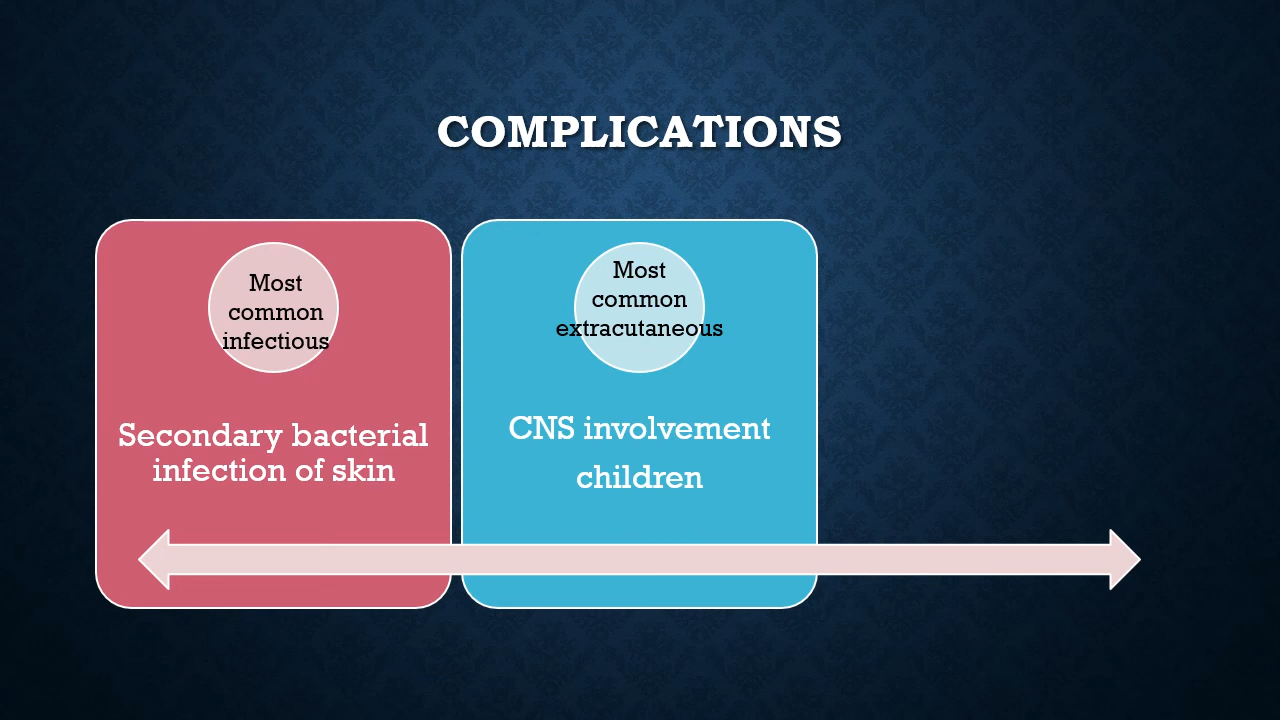 COMPLICATIONS
Most
common
infectious
Secondary bacterial
infection of skin
Most
common
extracutaneous
CNS involvement
children